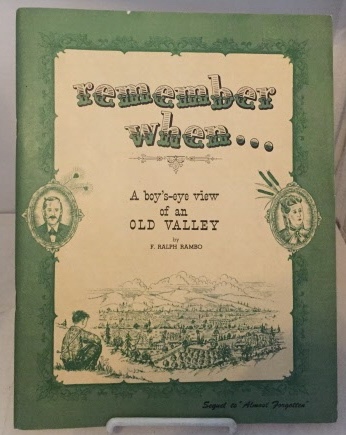 remember
when...
A boy's-eye view
of an
OLD VALLEY
by
F. RALPH RAMBO
Sequel to "Almost Forgotten"